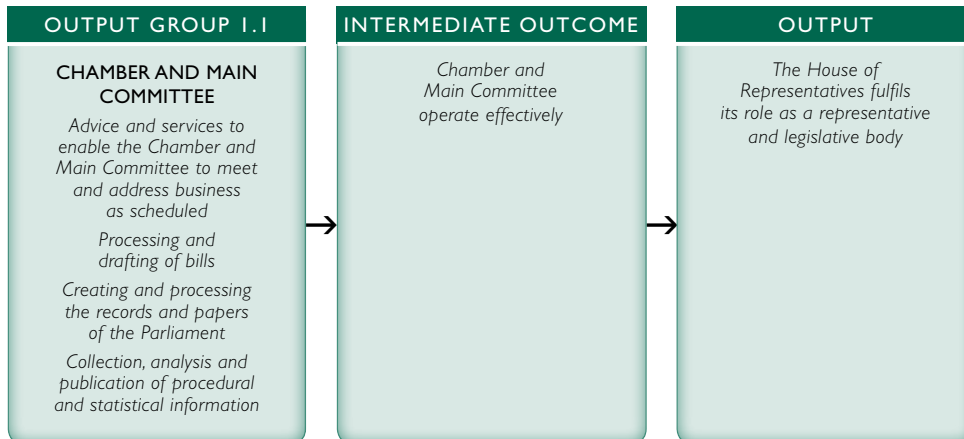 OUTPUT GROUP 1.1
CHAMBER AND MAIN
COMMITTEE
Advice and services to
enable the Chamber and
Main Committee to meet
and address business
as scheduled
Processing and
drafting of bills
Creating and processing
the records and papers
of the Parliament
Collection, analysis and
publication of procedural
and statistical information
INTERMEDIATE OUTCOME
Chamber and
Main Committee
operate effectively
OUTPUT
The House of
Representatives fulfils
its role as a representative
and legislative body